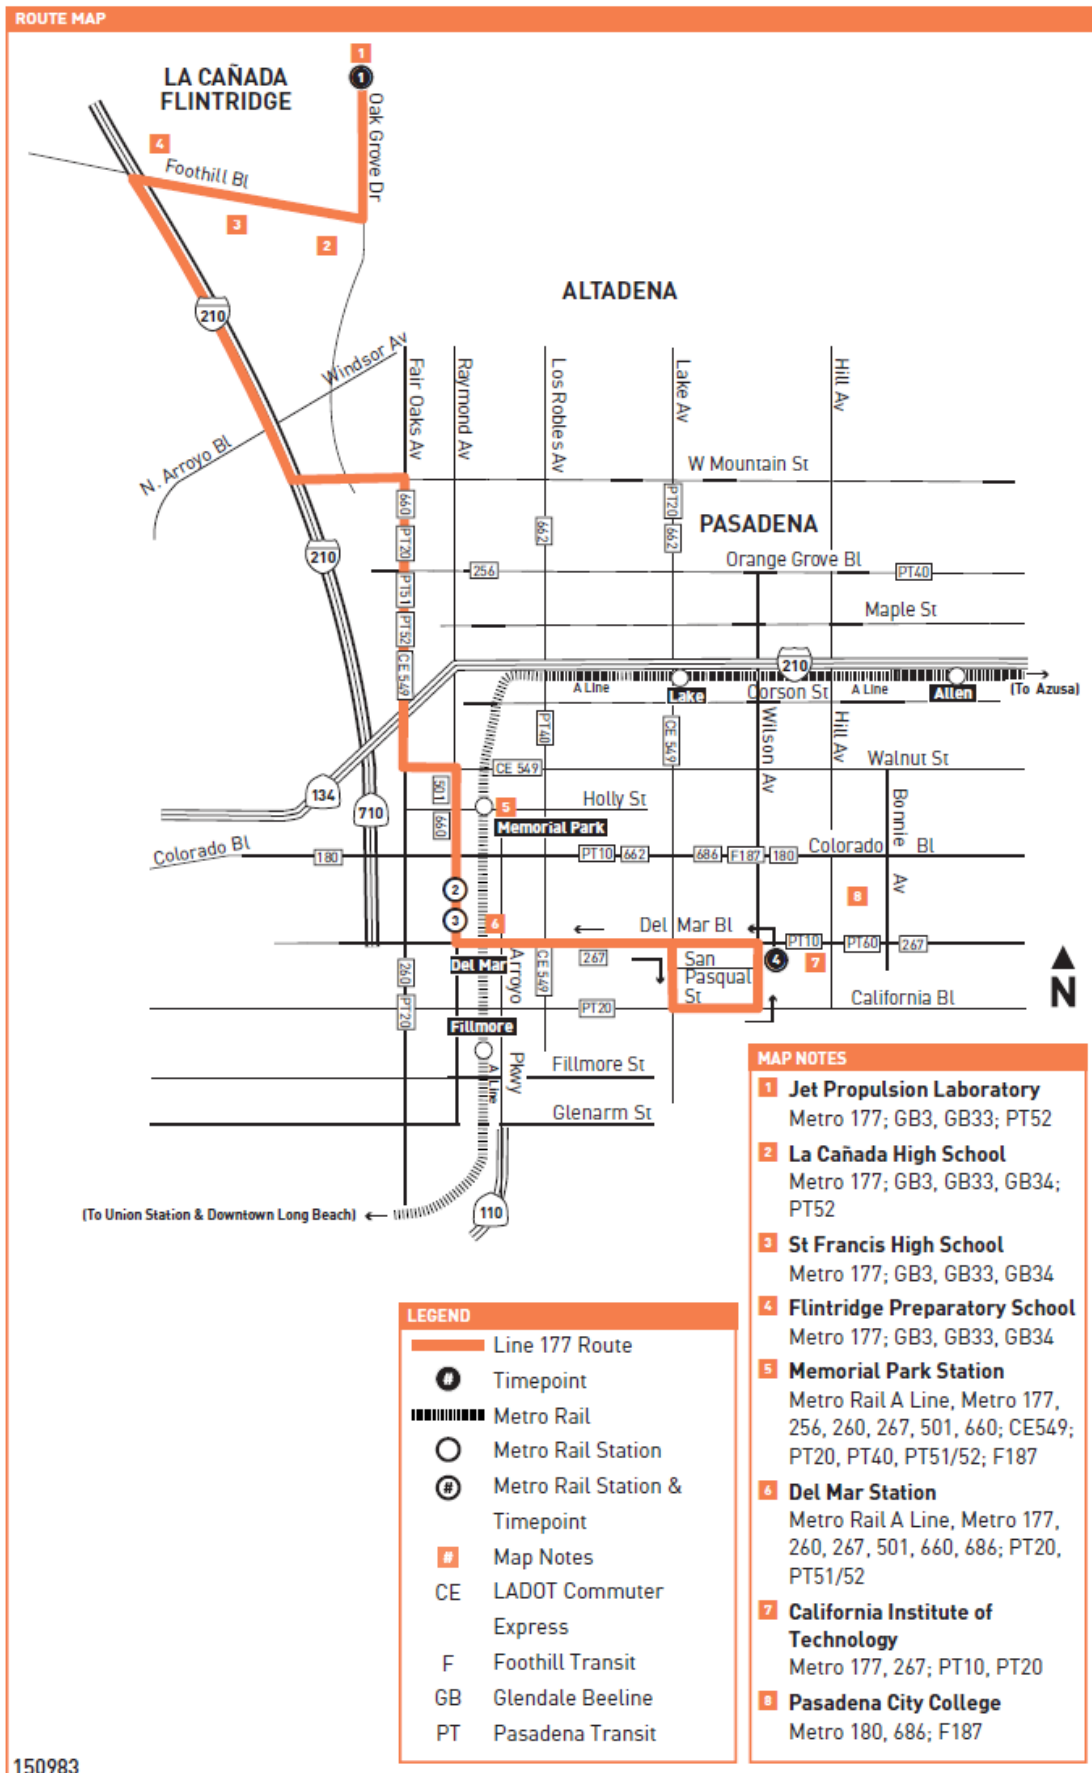 ROUTE MAP
1
LA CAÑADA
FLINTRIDGE
1
Oak Grove Dr
4
Foothill Bl
3
2
210
ALTADENA
Windsor Av
N. Arroyo Bl
Fair Oaks Av
Raymond Av
Los Robles Av
Lake Av
Hill Av
W Mountain St
660
PT20
PT51
PT52
CE 549
662
PT20
662
PASADENA
210
256
Orange Grove Bl
PT40
Maple St
210
A Line
Lake
Corson St
A Line
Allen
(To Azusa)
PT40
CE 549
Wilson Av
Hill Av
CE 549
Walnut St
134
710
501
660
5
Holly St
Memorial Park
Bonnie Av
Colorado Bl
180
PT10
662
686
F187
180
Colorado Bl
2
8
3
6
Del Mar Bl
PT10
PT60
267
Del Mar
Arroyo Pkwy
CE 549
267
San
Pasqual
St
4
7
260
PT20
PT20
California Bl
N
Fillmore
A Line
Fillmore St
Glenarm St
(To Union Station & Downtown Long Beach)
110
MAP NOTES
1 Jet Propulsion Laboratory
Metro 177; GB3, GB33; PT52
2 La Cañada High School
Metro 177; GB3, GB33, GB34;
PT52
3 St Francis High School
Metro 177; GB3, GB33, GB34
4 Flintridge Preparatory School
Metro 177; GB3, GB33, GB34
5 Memorial Park Station
Metro Rail A Line, Metro 177,
256, 260, 267, 501, 660; CE549;
PT20, PT40, PT51/52; F187
6 Del Mar Station
Metro Rail A Line, Metro 177,
260, 267, 501, 660, 686; PT20,
PT51/52
7 California Institute of
Technology
Metro 177, 267; PT10, PT20
8 Pasadena City College
Metro 180, 686; F187
LEGEND
Line 177 Route
# Timepoint
Metro Rail
Metro Rail Station
# Metro Rail Station &
Timepoint
# Map Notes
CE LADOT Commuter
Express
F Foothill Transit
GB Glendale Beeline
PT Pasadena Transit
150983